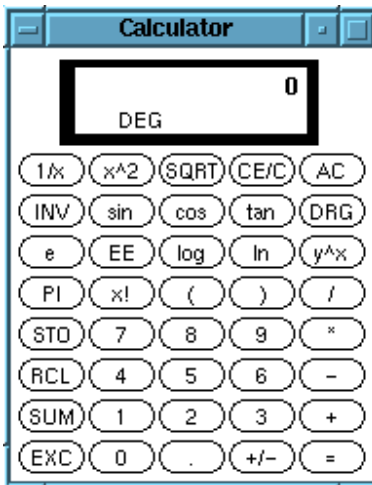 Calculator
0
DEG
1/x x^2 SQRT CE/C AC
INV sin cos tan DRG
e EE log ln y^x
PI x! ( ) /
STO 7 8 9 *
RCL 4 5 6 -
SUM 1 2 3 +
EXC 0 . +/- =